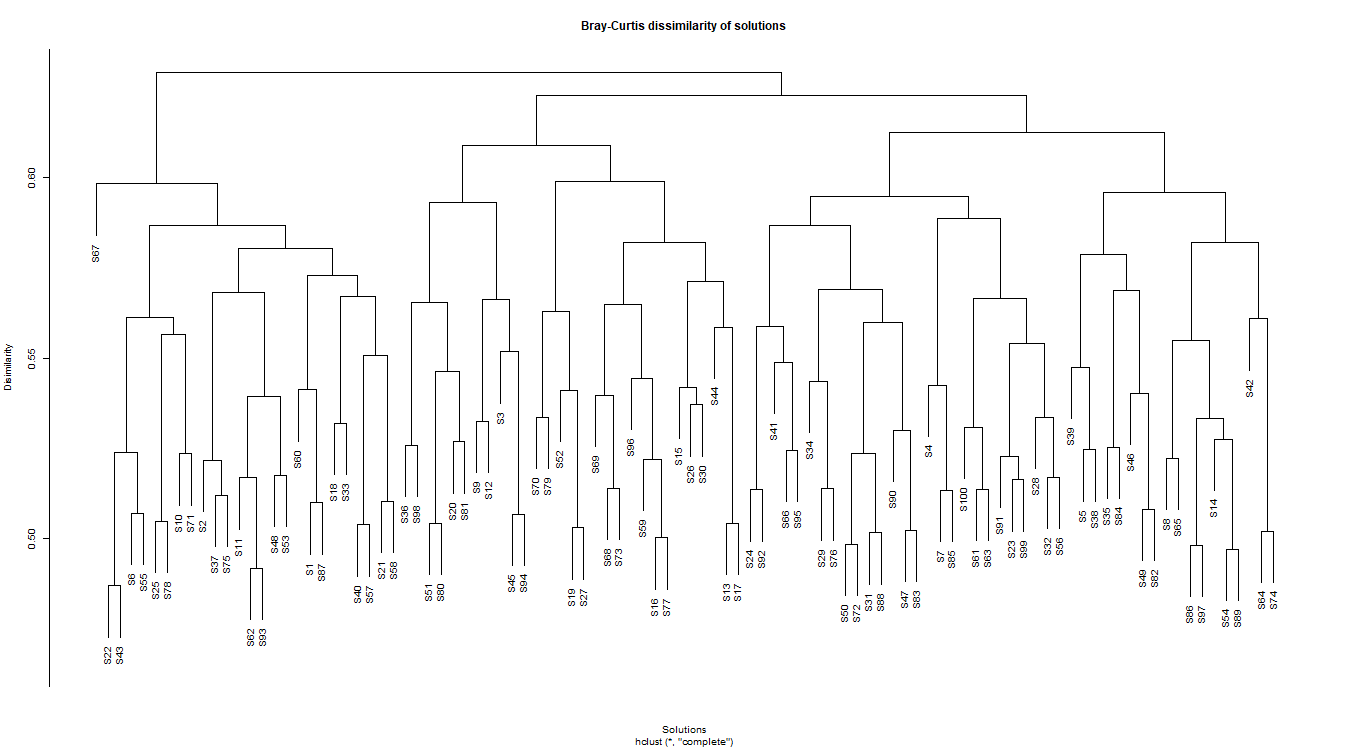 Bray-Curtis dissimilarity of solutions
Disimilarity
0.60
0.55
0.50
S67
S22
S43
S6
S55
S25
S78
S10
S71
S2
S37
S75
S11
S62
S93
S48
S53
S60
S1
S87
S18
S33
S40
S57
S21
S58
S36
S98
S51
S80
S20
S81
S9
S12
S3
S45
S94
S70
S79
S52
S19
S27
S69
S68
S73
S96
S59
S16
S77
S15
S26
S30
S44
S13
S17
S24
S92
S41
S66
S95
S34
S29
S76
S50
S72
S31
S88
S90
S47
S83
S4
S7
S85
S100
S61
S63
S91
S23
S99
S28
S32
S56
S39
S5
S38
S35
S84
S46
S49
S82
S8
S65
S86
S97
S14
S54
S89
S42
S64
S74
Solutions
hclust (*, "complete")